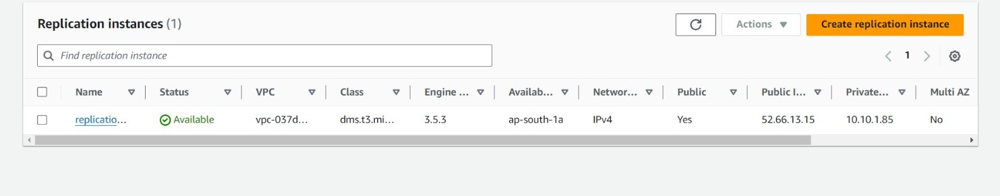 Replication instances (1)
Actions
Create replication instance
Find replication instance
1
Name Status VPC Class Engine ... Availab... Networ... Public Public I... Private... Multi AZ
replicatio... Available vpc-037d... dms.t3.mi... 3.5.3 ap-south-1a IPv4 Yes 52.66.13.15 10.10.1.85 No